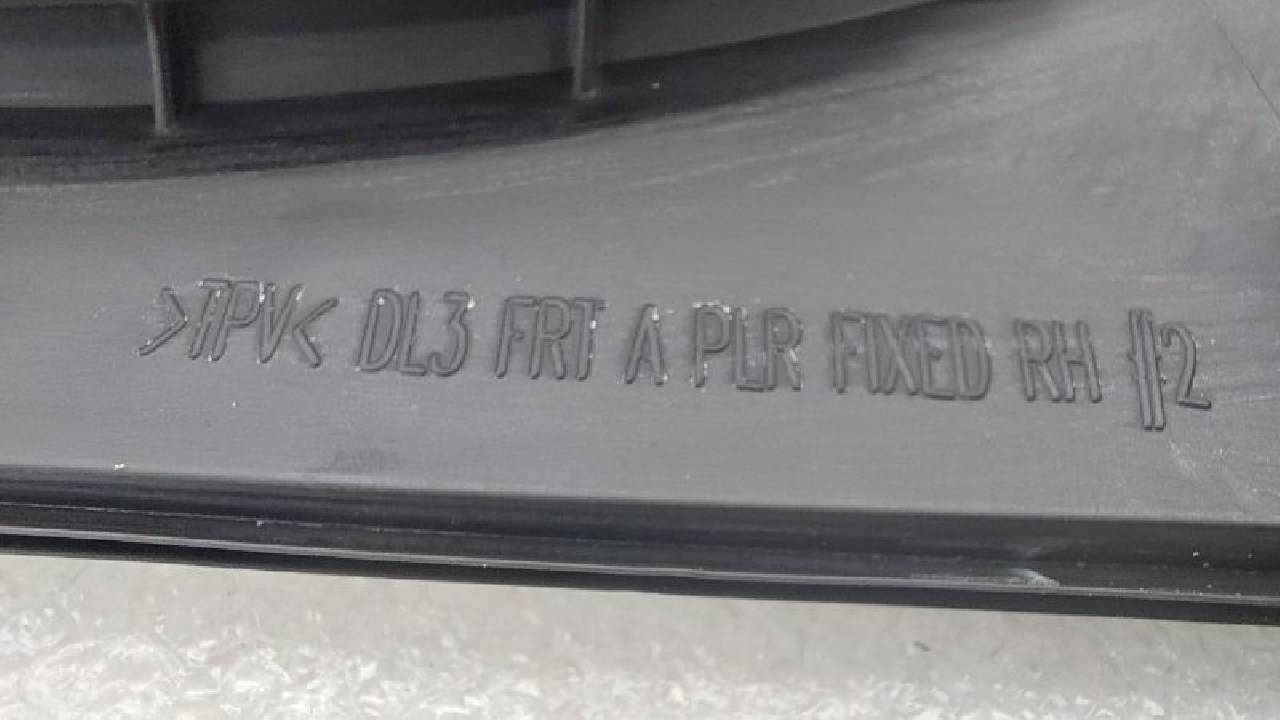 >TPV< DL3 FRT A PLR FIXED RH #2